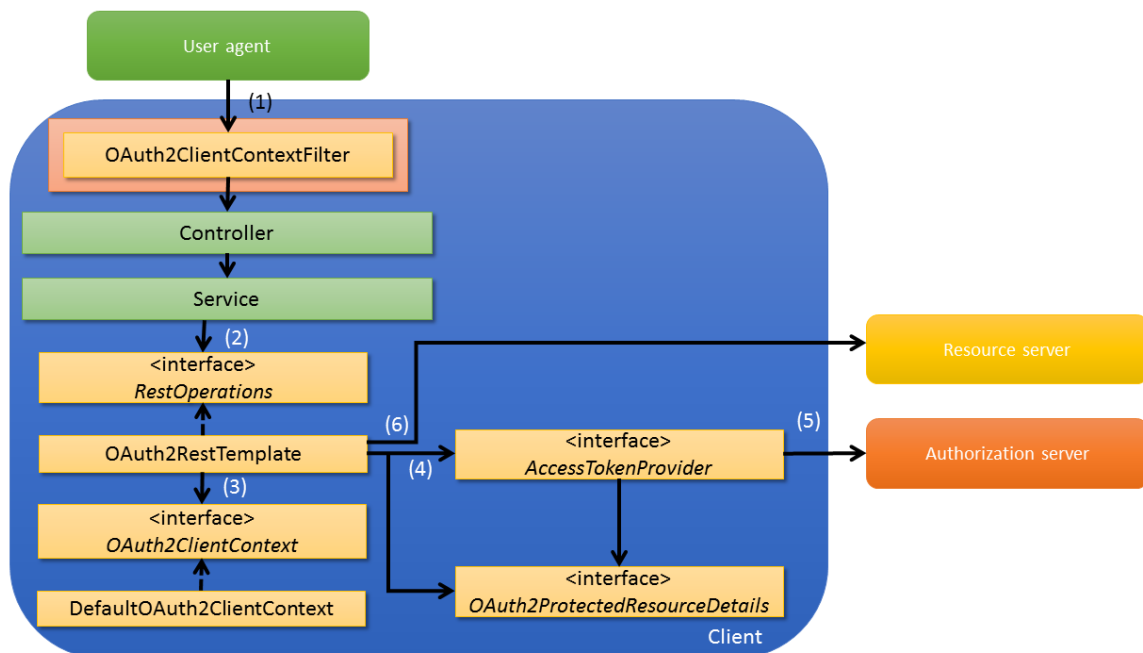 User agent
(1)
OAuth2ClientContextFilter
Controller
Service
(2)
<interface>
RestOperations
Resource server
(6)
OAuth2RestTemplate
(4)
<interface>
AccessTokenProvider
(5)
Authorization server
(3)
<interface>
OAuth2ClientContext
<interface>
OAuth2ProtectedResourceDetails
DefaultOAuth2ClientContext
Client